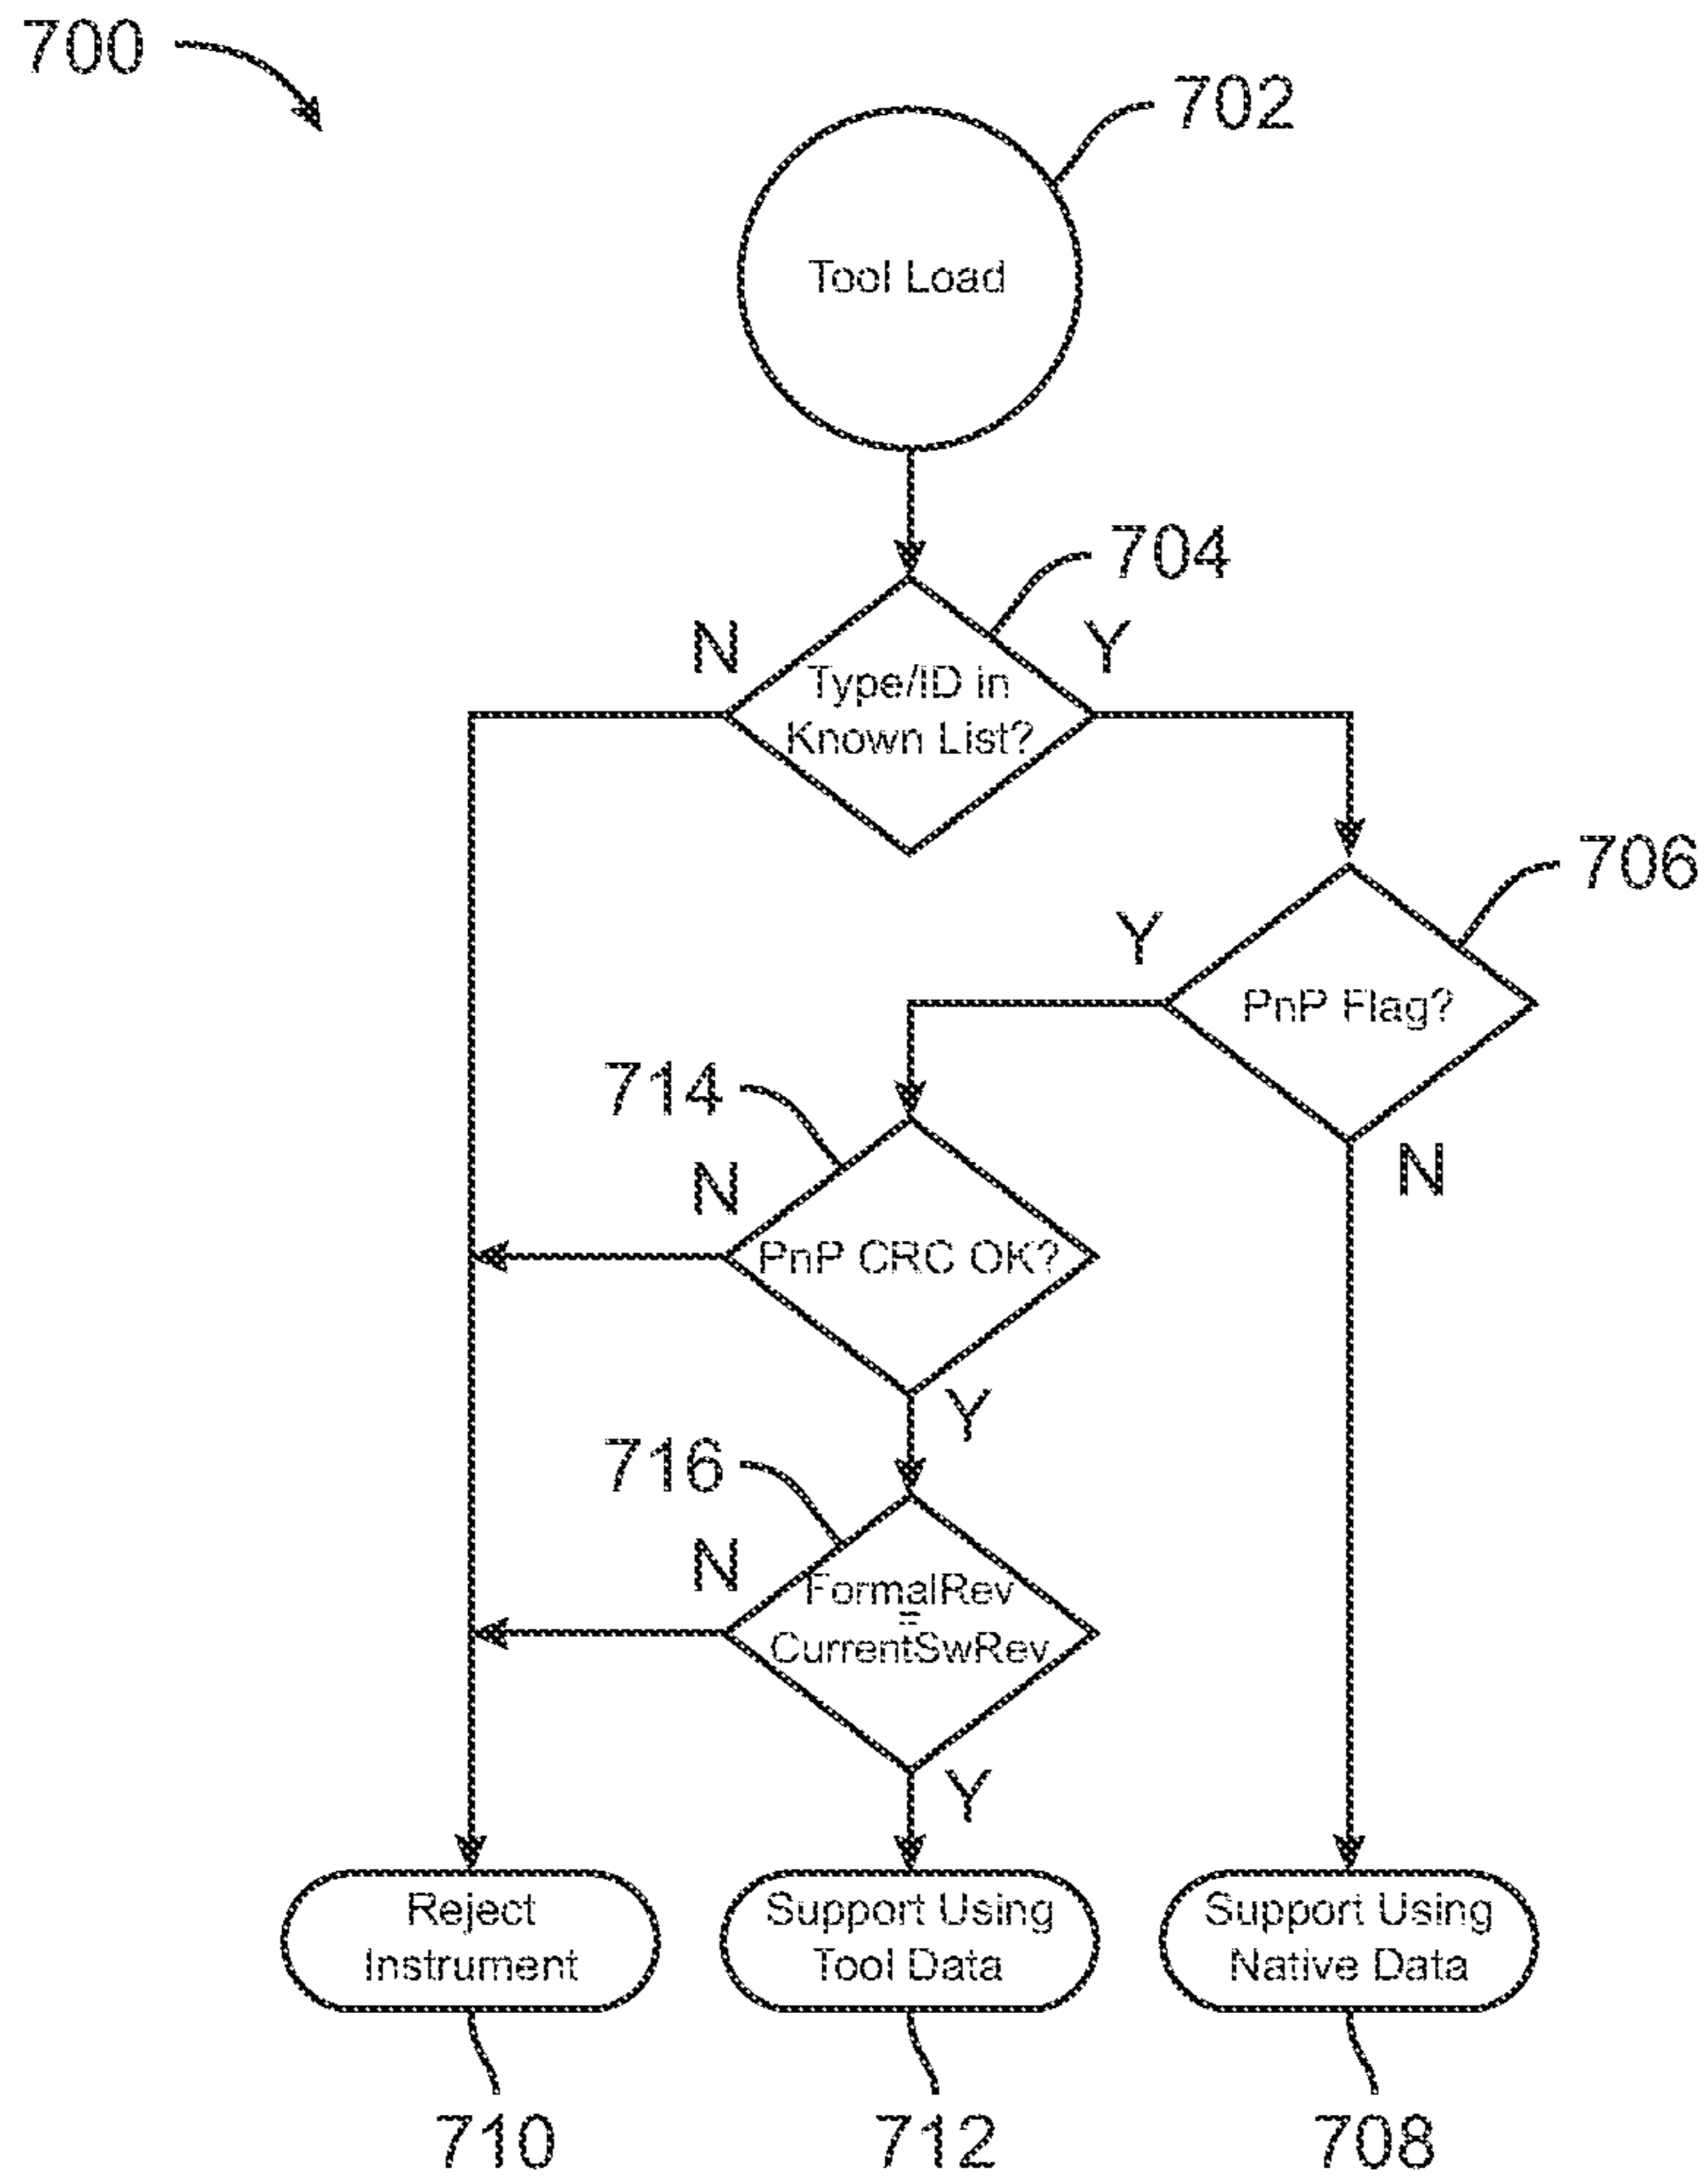 700
702
Tool Load
704
N
Y
Type/ID in
Known List?
706
Y
PnP Flag?
714
N
N
PnP CRC OK?
Y
716
N
FormalRev
=
CurrentSwRev
Y
Reject
Instrument
Support Using
Tool Data
Support Using
Native Data
710
712
708